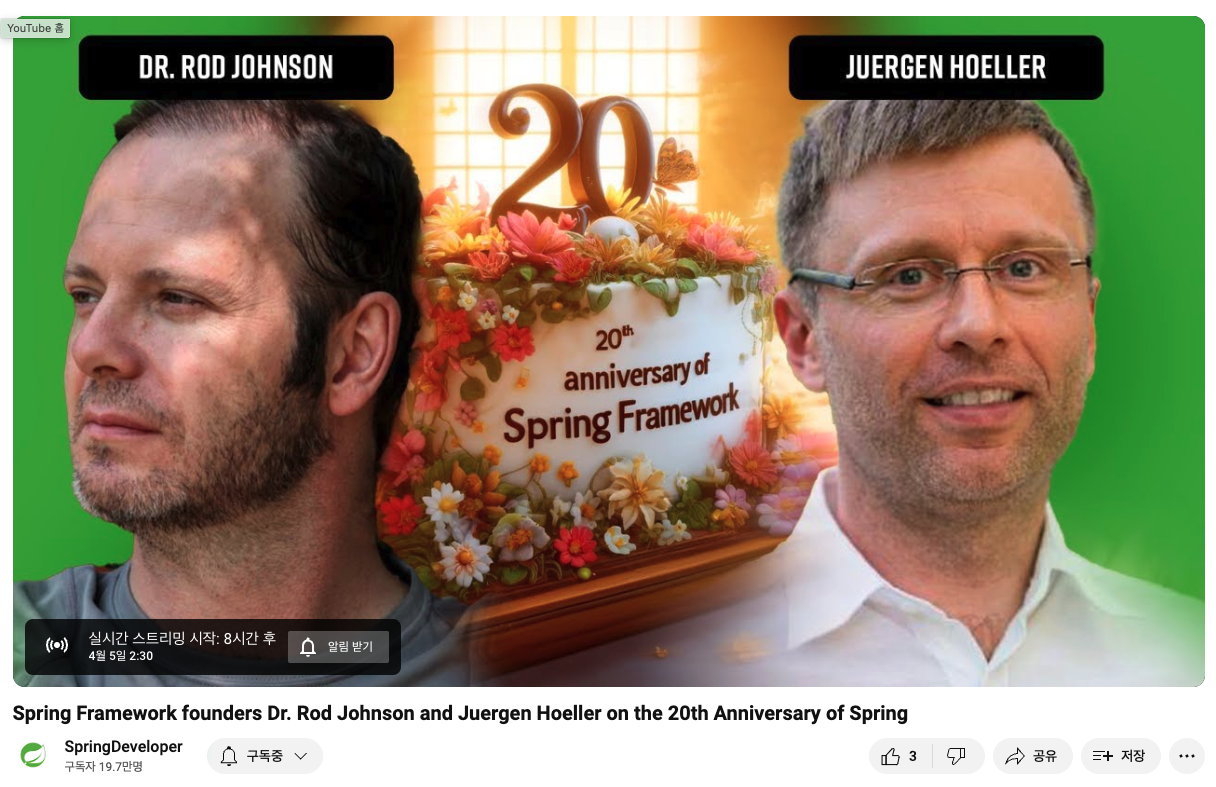 YouTube 홈
DR. ROD JOHNSON
JUERGEN HOELLER
20
20th
anniversary of
Spring Framework
실시간 스트리밍 시작: 8시간 후
4월 5일 2:30
알림 받기
Spring Framework founders Dr. Rod Johnson and Juergen Hoeller on the 20th Anniversary of Spring
SpringDeveloper
구독자 19.7만명
구독중
3
공유
저장